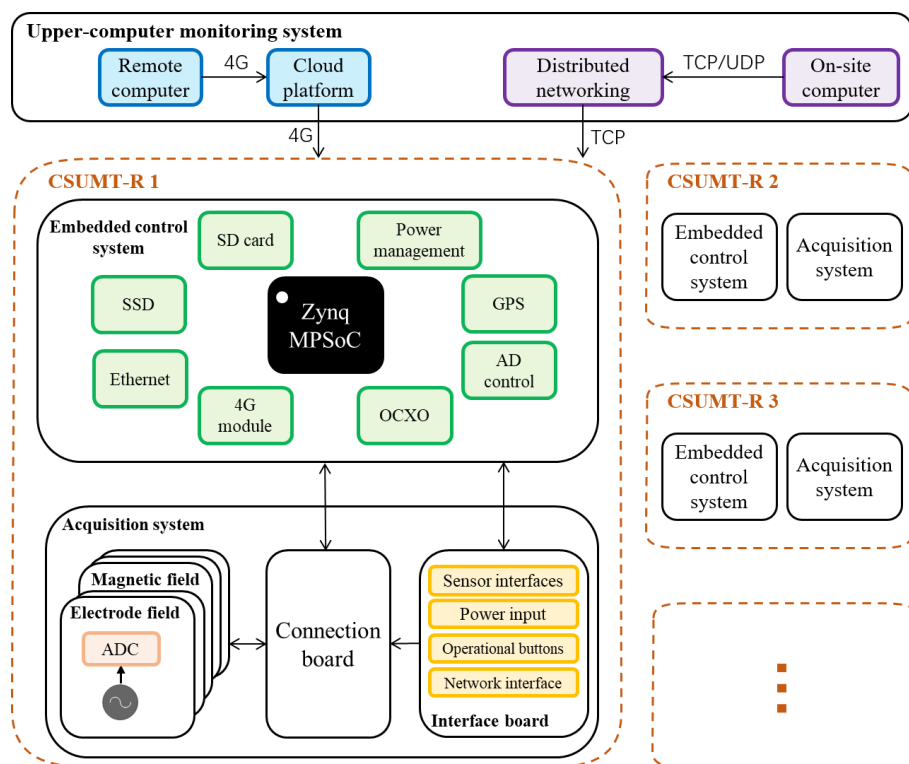 Upper-computer monitoring system
Remote
computer
4G
Cloud
platform
Distributed
networking
TCP/UDP
On-site
computer
4G
TCP
CSUMT-R 1
Embedded control
system
SD card
Power
management
SSD
Zynq
MPSoC
GPS
Ethernet
AD
control
4G
module
OCXO
Acquisition system
Magnetic field
Electrode field
ADC
Connection
board
Sensor interfaces
Power input
Operational buttons
Network interface
Interface board
CSUMT-R 2
Embedded
control
system
Acquisition
system
CSUMT-R 3
Embedded
control
system
Acquisition
system